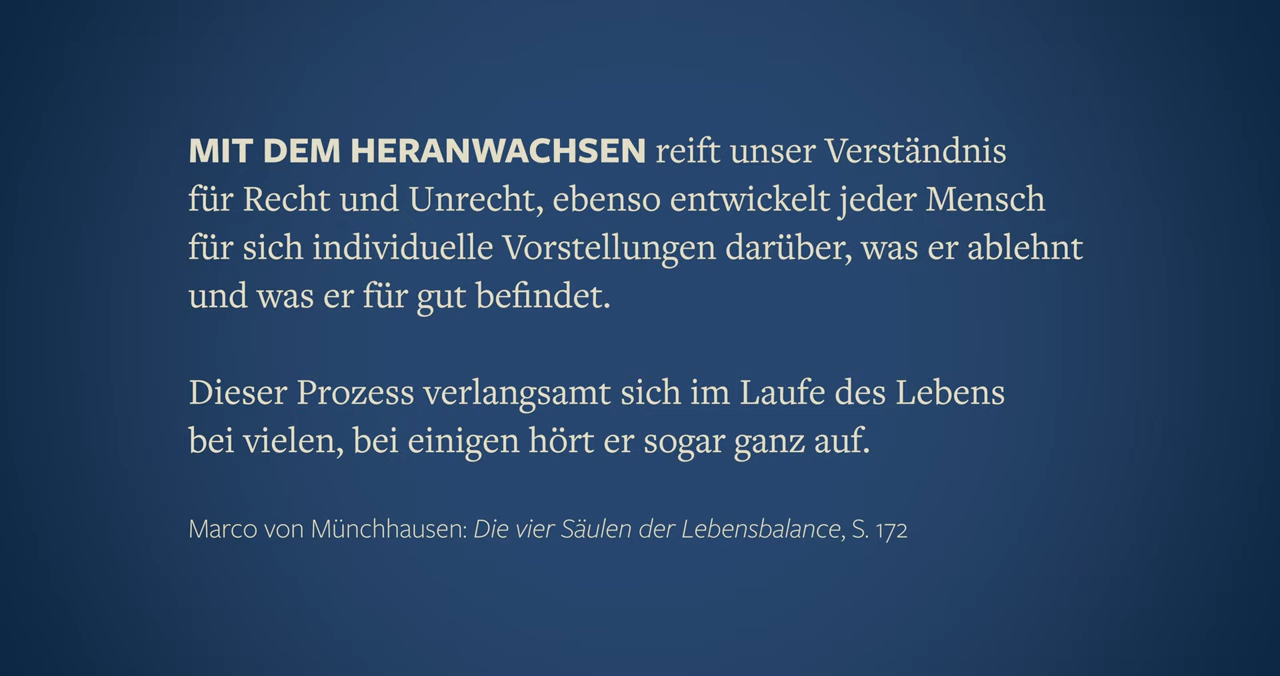 MIT DEM HERANWACHSEN reift unser Verständnis
für Recht und Unrecht, ebenso entwickelt jeder Mensch
für sich individuelle Vorstellungen darüber, was er ablehnt
und was er für gut befindet.
Dieser Prozess verlangsamt sich im Laufe des Lebens
bei vielen, bei einigen hört er sogar ganz auf.
Marco von Münchhausen: Die vier Säulen der Lebensbalance, S. 172